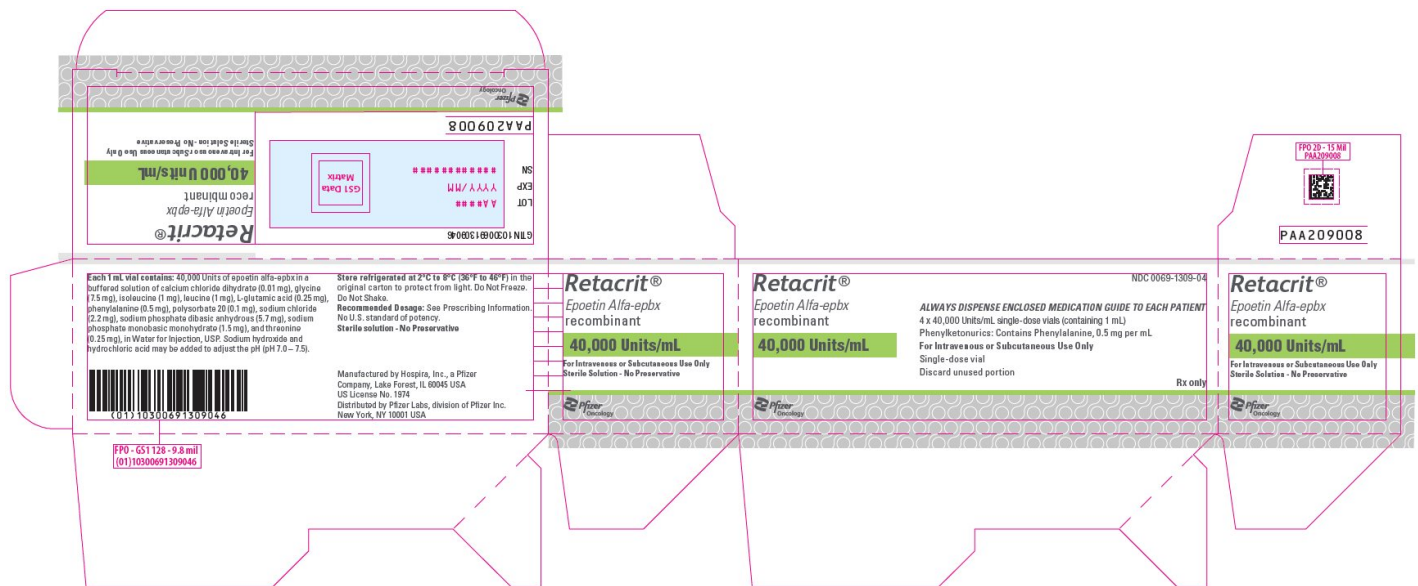 Pfizer
Oncology
PAA209008
Retacrit®
Epoetin Alfa-epbx
recombinant
40,000 Units/mL
For Intravenous or Subcutaneous Use Only
Sterile Solution - No Preservative
GTIN 10300691309046
LOT AA####
EXP YYYY/MM
SN ############
GS1 Data
Matrix
Each 1 mL vial contains: 40,000 Units of epoetin alfa-epbx in a
buffered solution of calcium chloride dihydrate (0.01 mg), glycine
(7.5 mg), isoleucine (1 mg), leucine (1 mg), L-glutamic acid (0.25 mg),
phenylalanine (0.5 mg), polysorbate 20 (0.1 mg), sodium chloride
(2.2 mg), sodium phosphate dibasic anhydrous (5.7 mg), sodium
phosphate monobasic monohydrate (1.5 mg), and threonine
(0.25 mg), in Water for Injection, USP. Sodium hydroxide and
hydrochloric acid may be added to adjust the pH (pH 7.0 – 7.5).
(01)10300691309046
FPO - GS1 128 - 9.8 mil
(01)10300691309046
Store refrigerated at 2°C to 8°C (36°F to 46°F) in the
original carton to protect from light. Do Not Freeze.
Do Not Shake.
Recommended Dosage: See Prescribing Information.
No U.S. standard of potency.
Sterile solution - No Preservative
Manufactured by Hospira, Inc., a Pfizer
Company, Lake Forest, IL 60045 USA
US License No. 1974
Distributed by Pfizer Labs, division of Pfizer Inc.
New York, NY 10001 USA
Retacrit®
Epoetin Alfa-epbx
recombinant
40,000 Units/mL
For Intravenous or Subcutaneous Use Only
Sterile Solution - No Preservative
Pfizer
Oncology
Retacrit®
Epoetin Alfa-epbx
recombinant
40,000 Units/mL
Pfizer
Oncology
NDC 0069-1309-04
ALWAYS DISPENSE ENCLOSED MEDICATION GUIDE TO EACH PATIENT
4 x 40,000 Units/mL single-dose vials (containing 1 mL)
Phenylketonurics: Contains Phenylalanine, 0.5 mg per mL
For Intravenous or Subcutaneous Use Only
Single-dose vial
Discard unused portion
Rx only
FPO 2D - 15 Mil
PAA209008
PAA209008
Retacrit®
Epoetin Alfa-epbx
recombinant
40,000 Units/mL
For Intravenous or Subcutaneous Use Only
Sterile Solution - No Preservative
Pfizer
Oncology